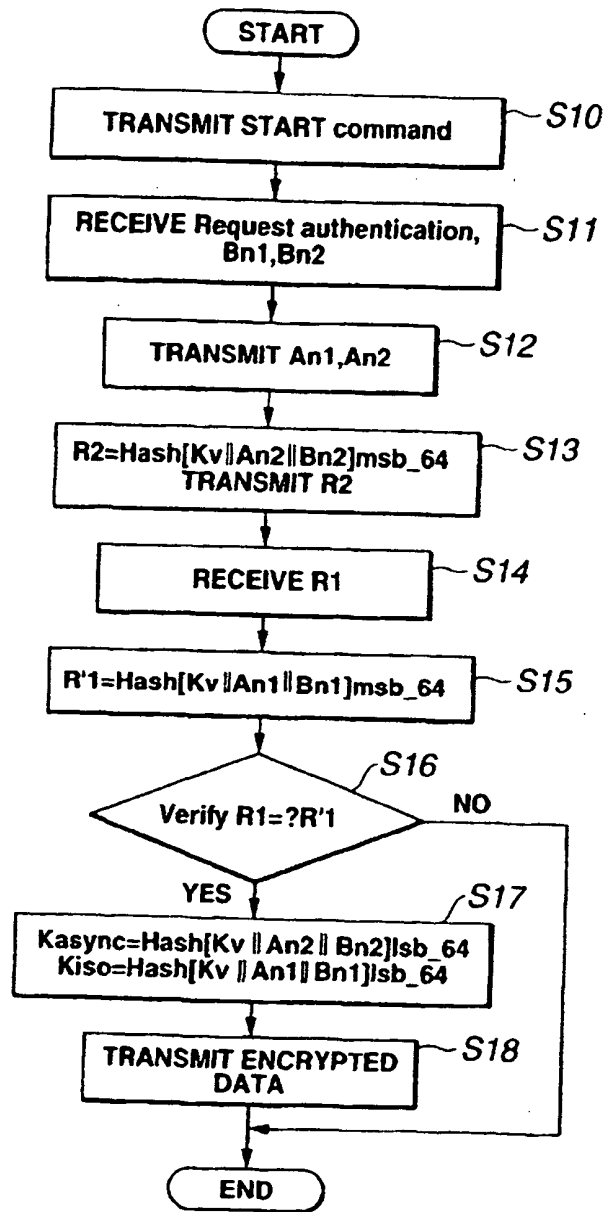 START
TRANSMIT START command
S10
RECEIVE Request authentication,
Bn1,Bn2
S11
TRANSMIT An1,An2
S12
R2=Hash[Kv||An2||Bn2]msb_64
TRANSMIT R2
S13
RECEIVE R1
S14
R'1=Hash[Kv||An1||Bn1]msb_64
S15
S16
Verify R1=?R'1
NO
YES
S17
Kasync=Hash[Kv||An2||Bn2]lsb_64
Kiso=Hash[Kv||An1||Bn1]lsb_64
TRANSMIT ENCRYPTED
DATA
S18
END